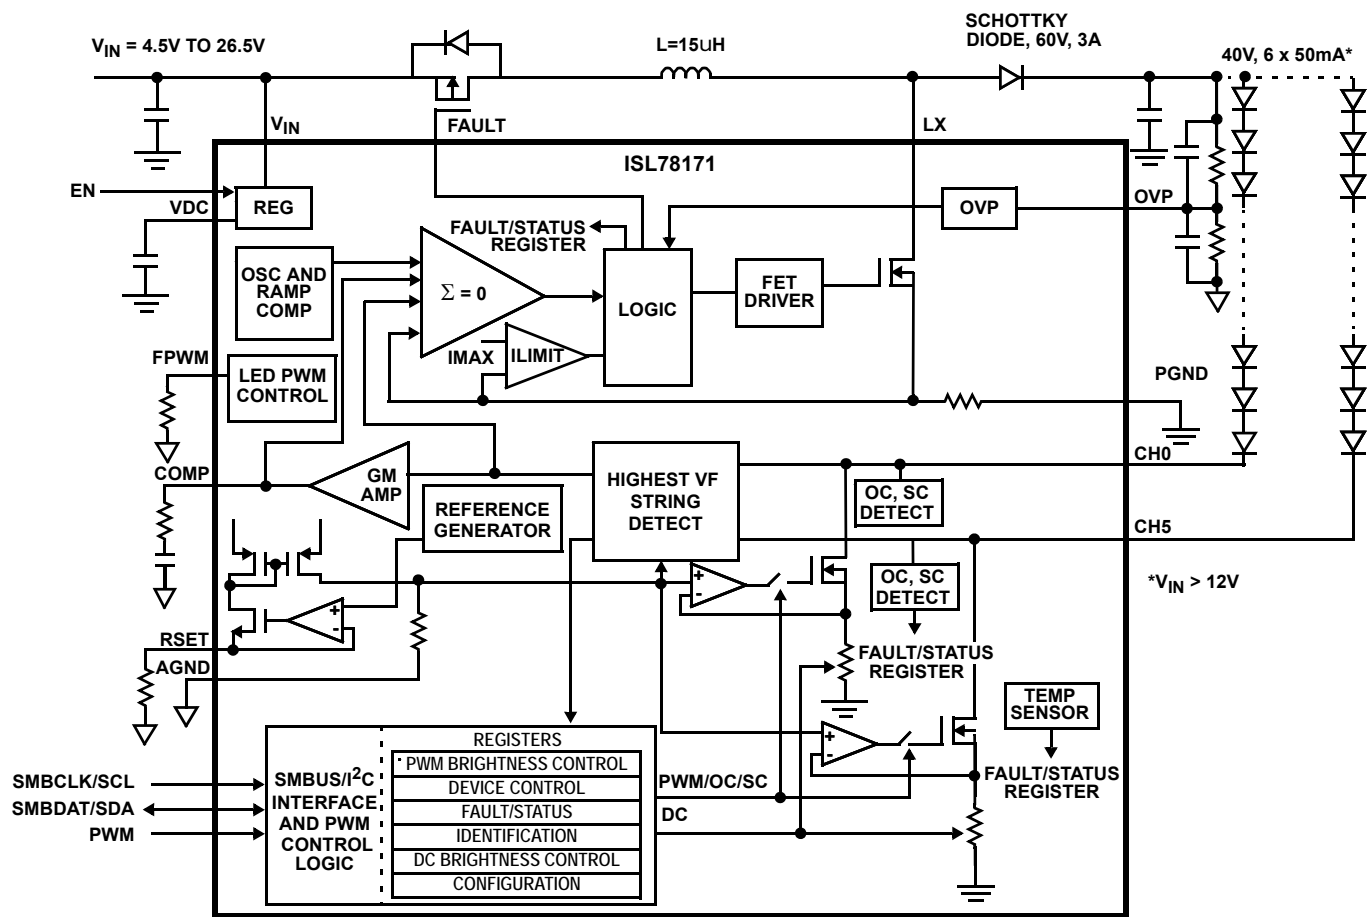 V_IN = 4.5V TO 26.5V
L=15uH
SCHOTTKY
DIODE, 60V, 3A
40V, 6 x 50mA*
V_IN
FAULT
LX
ISL78171
EN
VDC
REG
OVP
OVP
FAULT/STATUS
REGISTER
OSC AND
RAMP
COMP
Σ = 0
LOGIC
FET
DRIVER
IMAX
ILIMIT
FPWM
LED PWM
CONTROL
PGND
COMP
GM
AMP
HIGHEST VF
STRING
DETECT
CH0
OC, SC
DETECT
REFERENCE
GENERATOR
CH5
+
-
OC, SC
DETECT
*V_IN > 12V
+
-
RSET
AGND
FAULT/STATUS
REGISTER
TEMP
SENSOR
+
-
FAULT/STATUS
REGISTER
SMBCLK/SCL
SMBDAT/SDA
PWM
SMBUS/I²C
INTERFACE
AND PWM
CONTROL
LOGIC
REGISTERS
PWM BRIGHTNESS CONTROL
DEVICE CONTROL
FAULT/STATUS
IDENTIFICATION
DC BRIGHTNESS CONTROL
CONFIGURATION
PWM/OC/SC
DC